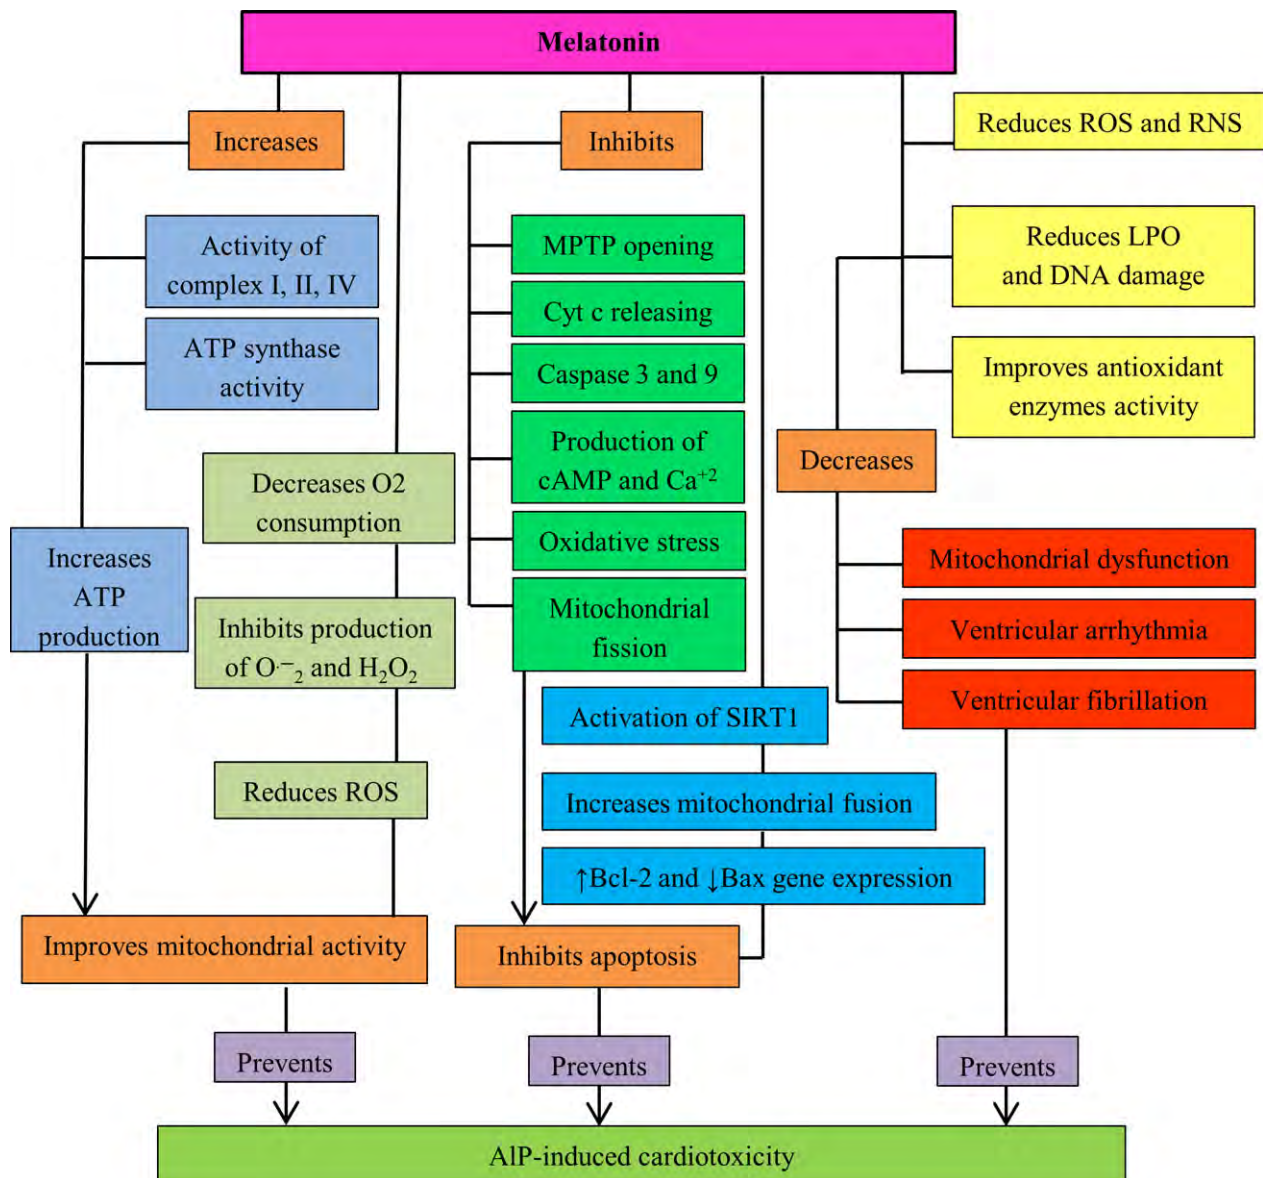 Melatonin
Increases
Activity of
complex I, II, IV
ATP synthase
activity
Increases
ATP
production
Decreases O2
consumption
Inhibits production
of O·⁻₂ and H₂O₂
Reduces ROS
Improves mitochondrial activity
Inhibits
MPTP opening
Cyt c releasing
Caspase 3 and 9
Production of
cAMP and Ca⁺²
Oxidative stress
Mitochondrial
fission
Activation of SIRT1
Increases mitochondrial fusion
↑Bcl-2 and ↓Bax gene expression
Inhibits apoptosis
Reduces ROS and RNS
Reduces LPO
and DNA damage
Improves antioxidant
enzymes activity
Decreases
Mitochondrial dysfunction
Ventricular arrhythmia
Ventricular fibrillation
Prevents
Prevents
Prevents
AlP-induced cardiotoxicity